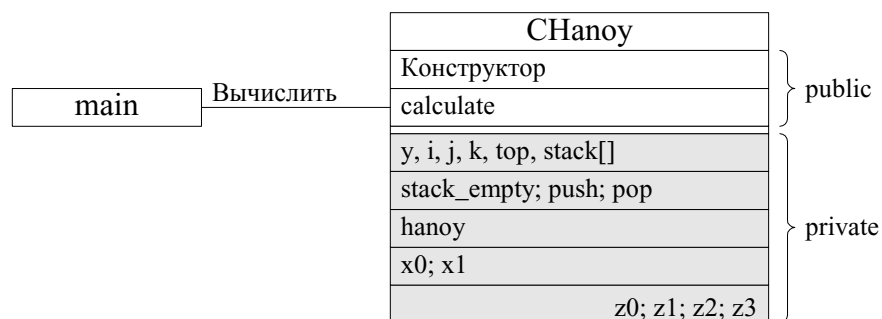 CHanoy
Конструктор
calculate
public
main
Вычислить
y, i, j, k, top, stack[]
stack_empty; push; pop
hanoy
x0; x1
z0; z1; z2; z3
private